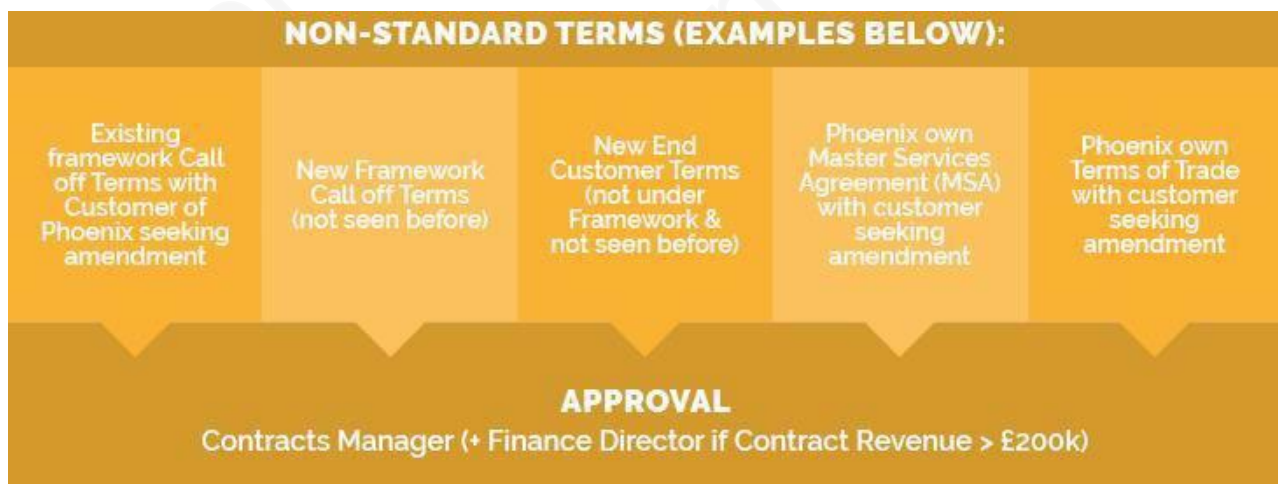 NON-STANDARD TERMS (EXAMPLES BELOW):
Existing
framework Call
off Terms with
Customer of
Phoenix seeking
amendment
New Framework
Call off Terms
(not seen before)
New End
Customer Terms
(not under
Framework &
not seen before)
Phoenix own
Master Services
Agreement (MSA)
with customer
seeking
amendment
Phoenix own
Terms of Trade
with customer
seeking
amendment
APPROVAL
Contracts Manager (+ Finance Director if Contract Revenue > £200k)